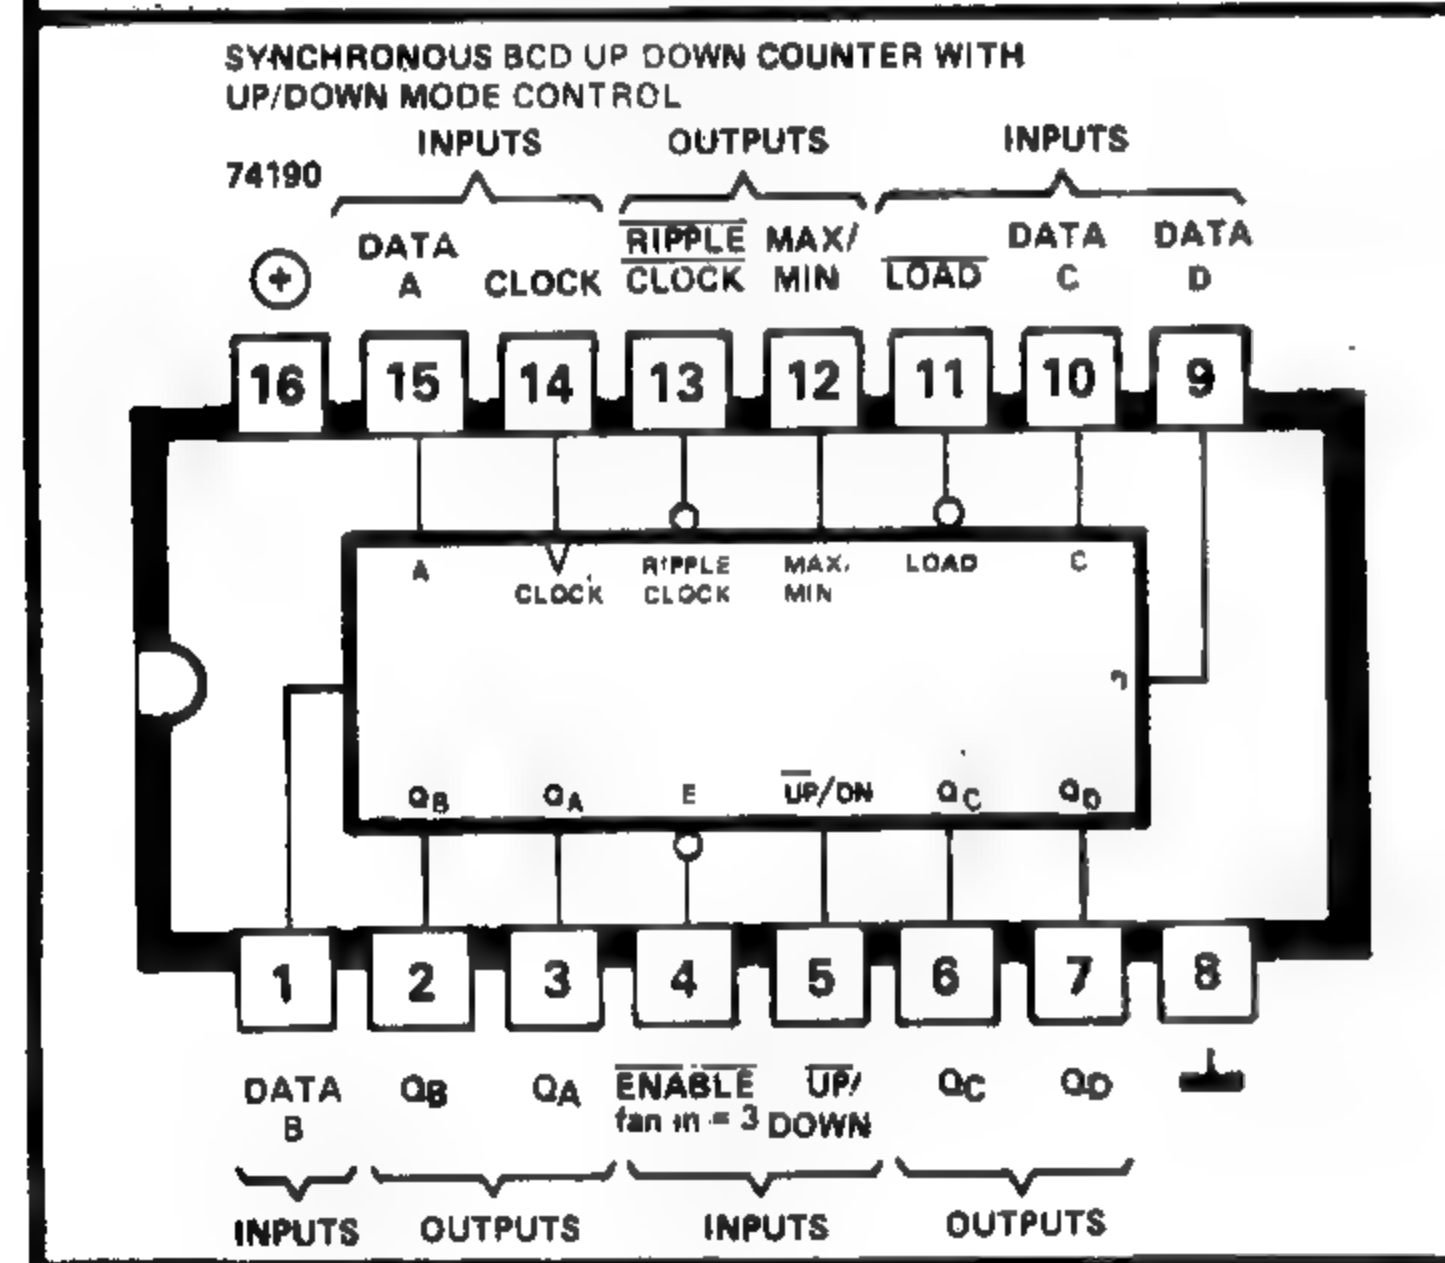 SYNCHRONOUS BCD UP DOWN COUNTER WITH
UP/DOWN MODE CONTROL
INPUTS OUTPUTS INPUTS
74190
DATA RIPPLE MAX/ DATA DATA
A CLOCK CLOCK MIN LOAD C D
16 15 14 13 12 11 10 9
A RIPPLE MAX/ LOAD C
CLOCK CLOCK MIN
QB QA E UP/DN QC QD
1 2 3 4 5 6 7 8
DATA QB QA ENABLE UP/ QC QD
B fan in = 3 DOWN
INPUTS OUTPUTS INPUTS OUTPUTS